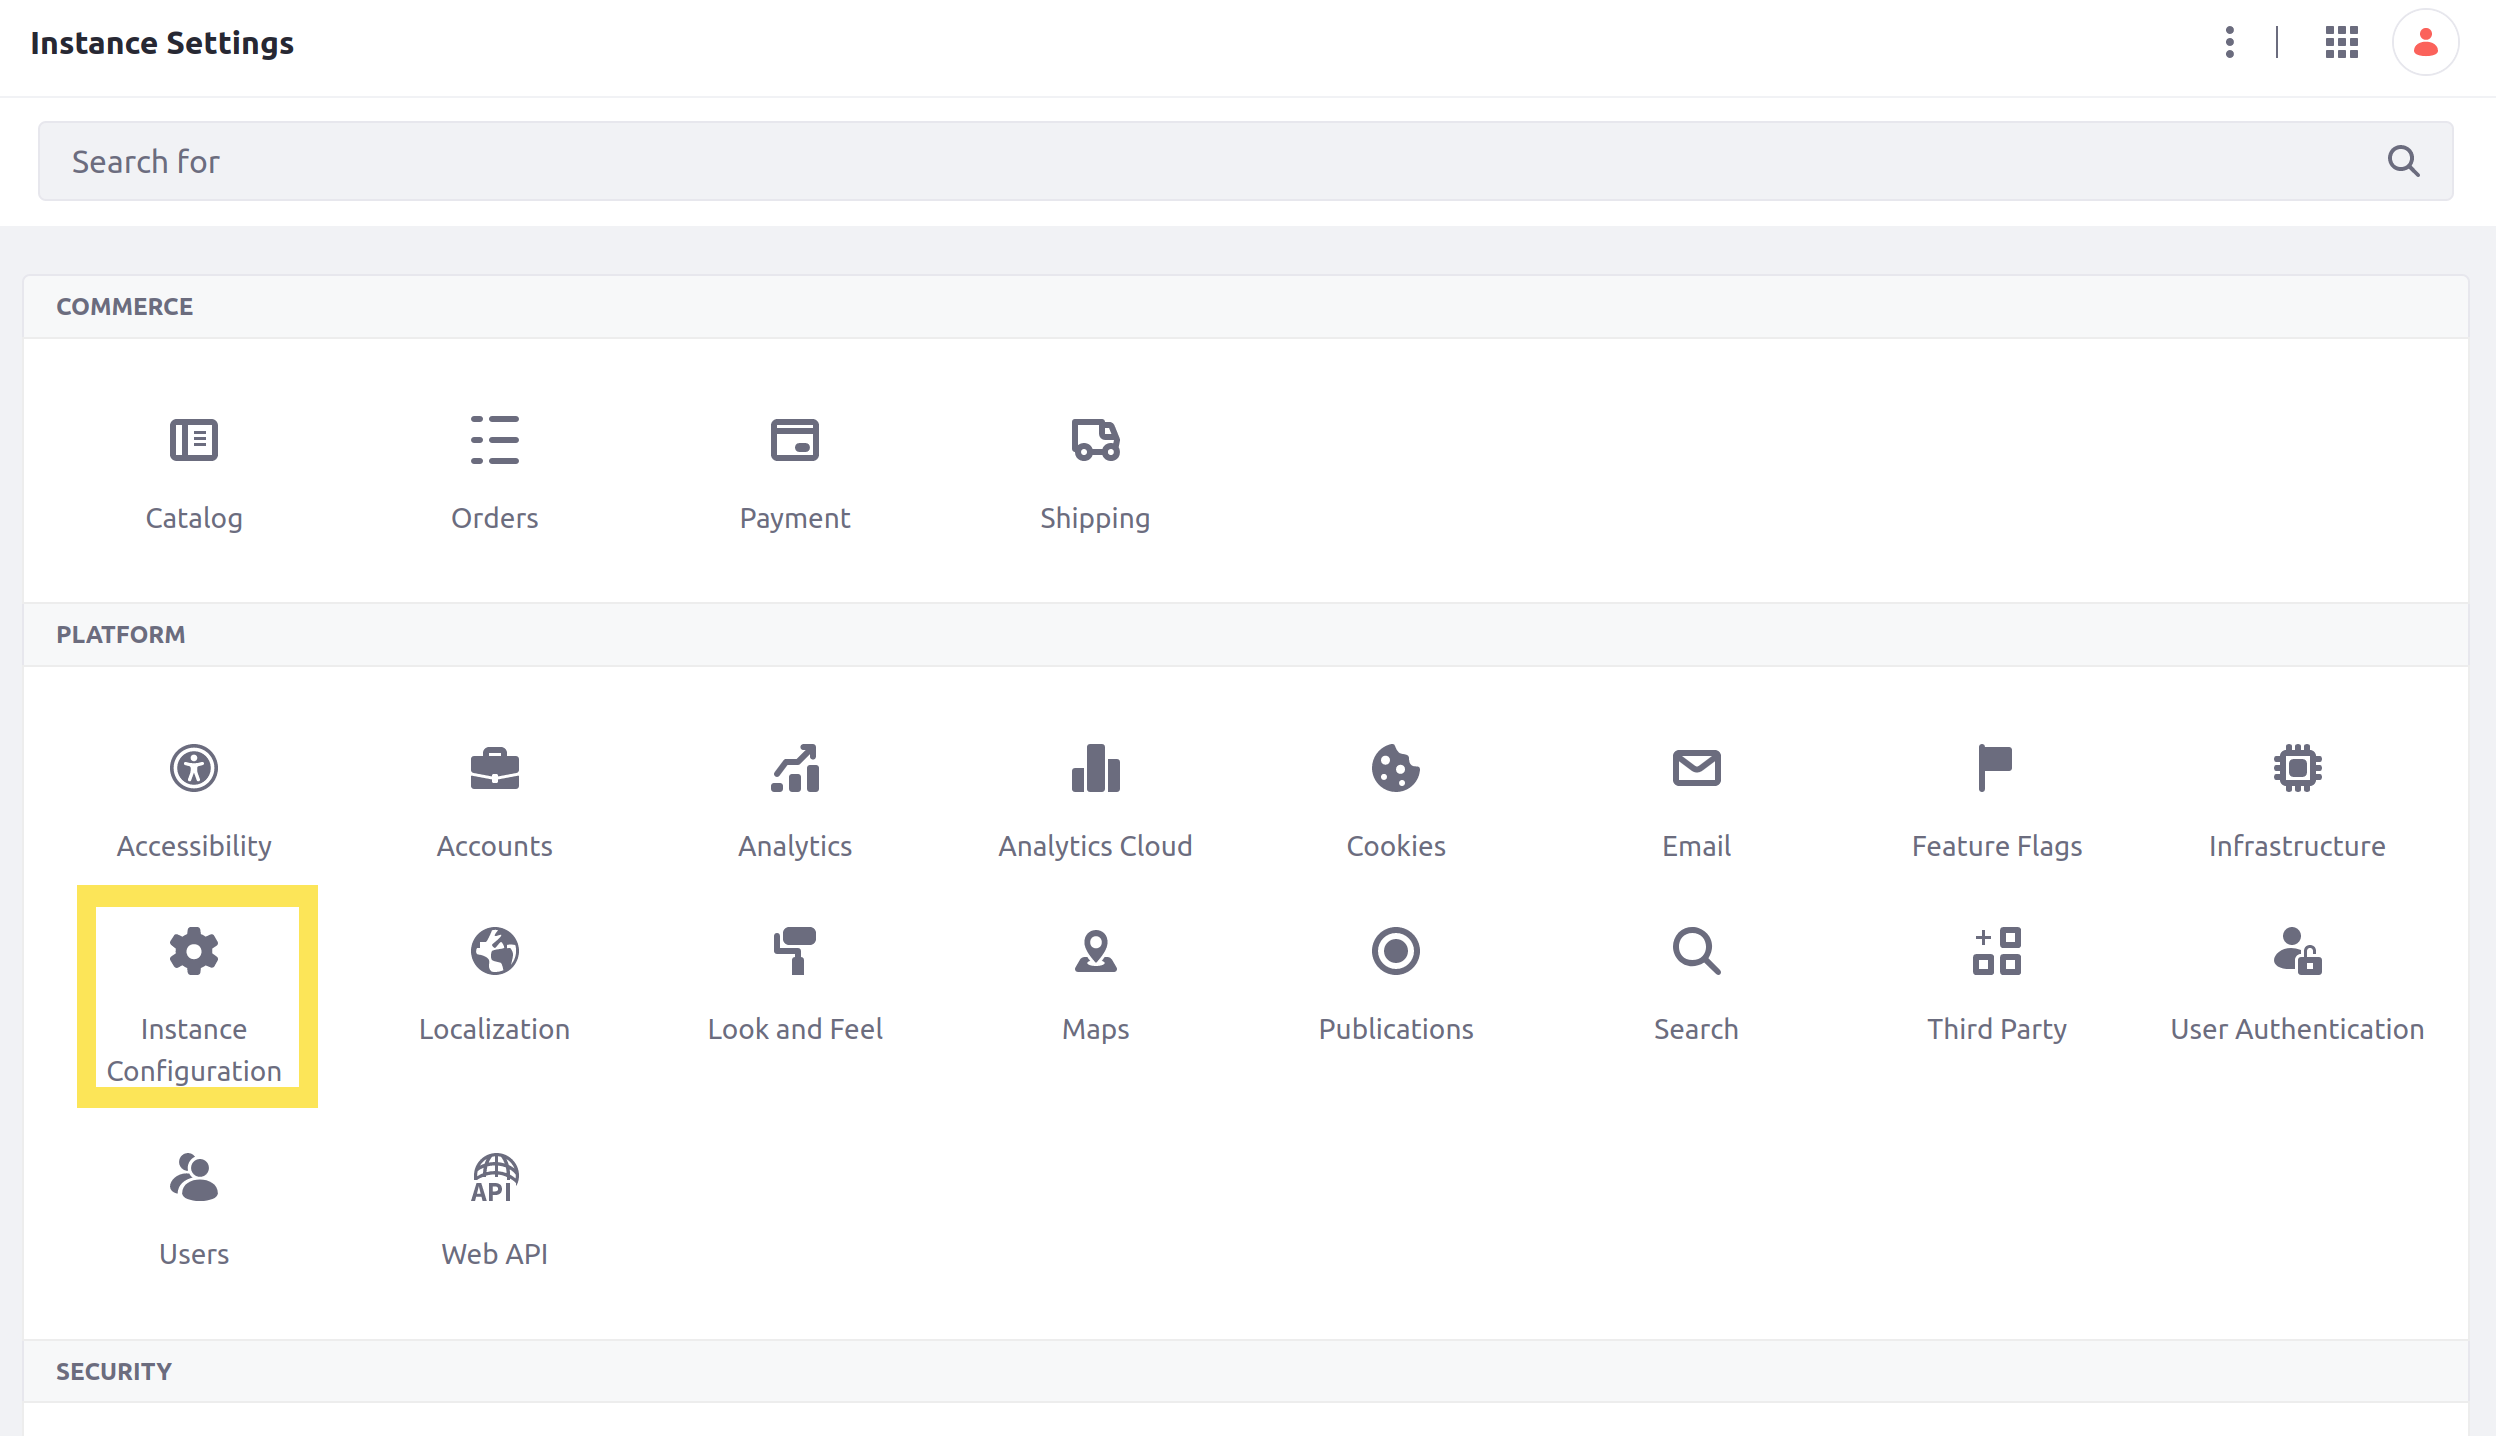 Instance Settings
Search for
COMMERCE
Catalog
Orders
Payment
Shipping
PLATFORM
Accessibility
Accounts
Analytics
Analytics Cloud
Cookies
Email
Feature Flags
Infrastructure
Instance
Configuration
Localization
Look and Feel
Maps
Publications
Search
Third Party
User Authentication
API
Users
Web API
SECURITY